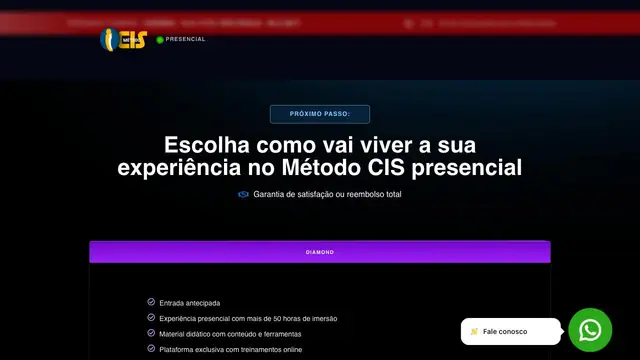 MÉTODO
CIS
PRESENCIAL
PRÓXIMO PASSO:
Escolha como vai viver a sua
experiência no Método CIS presencial
Garantia de satisfação ou reembolso total
DIAMOND
Entrada antecipada
Experiência presencial com mais de 50 horas de imersão
Material didático com conteúdo e ferramentas
Plataforma exclusiva com treinamentos online
Fale conosco